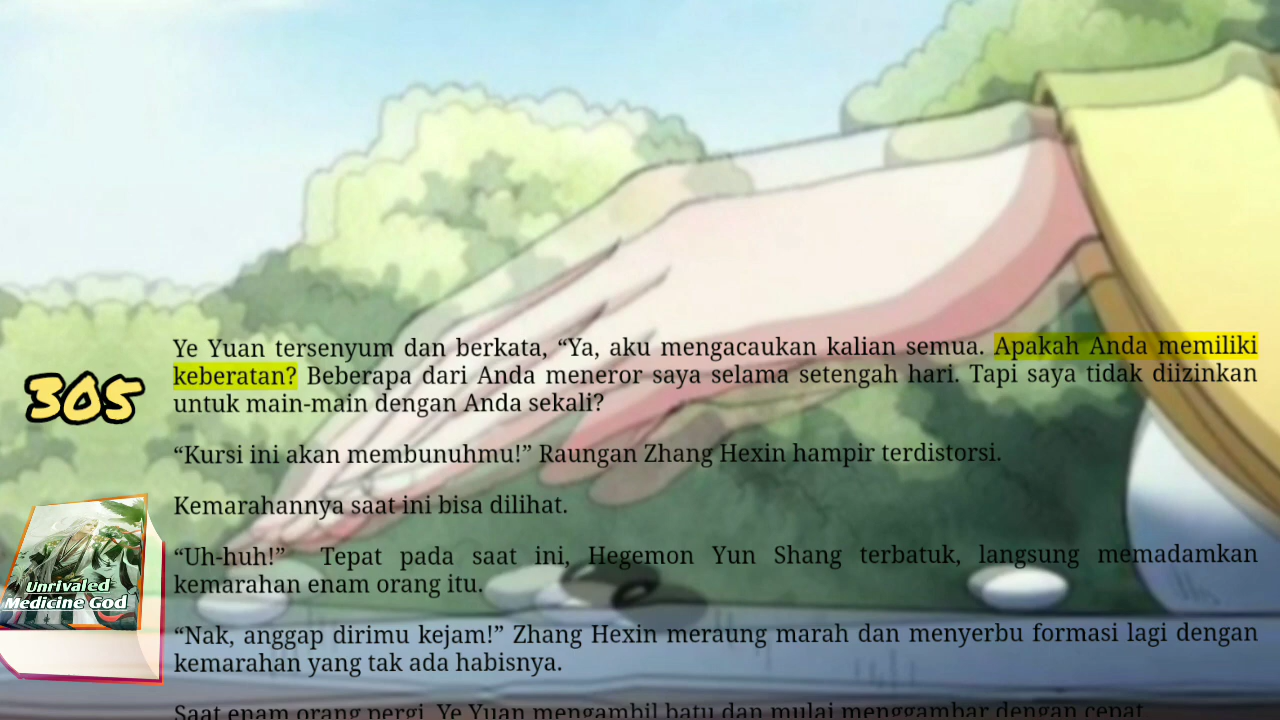 Ye Yuan tersenyum dan berkata, “Ya, aku mengacaukan kalian semua. Apakah Anda memiliki
keberatan? Beberapa dari Anda meneror saya selama setengah hari. Tapi saya tidak diizinkan
untuk main-main dengan Anda sekali?
305
“Kursi ini akan membunuhmu!” Raungan Zhang Hexin hampir terdistorsi.
Kemarahannya saat ini bisa dilihat.
“Uh-huh!” Tepat pada saat ini, Hegemon Yun Shang terbatuk, langsung memadamkan
kemarahan enam orang itu.
Unrivaled
Medicine God
“Nak, anggap dirimu kejam!” Zhang Hexin meraung marah dan menyerbu formasi lagi dengan
kemarahan yang tak ada habisnya.
Saat enam orang pergi, Ye Yuan mengambil batu dan mulai menggambar dengan cepat.